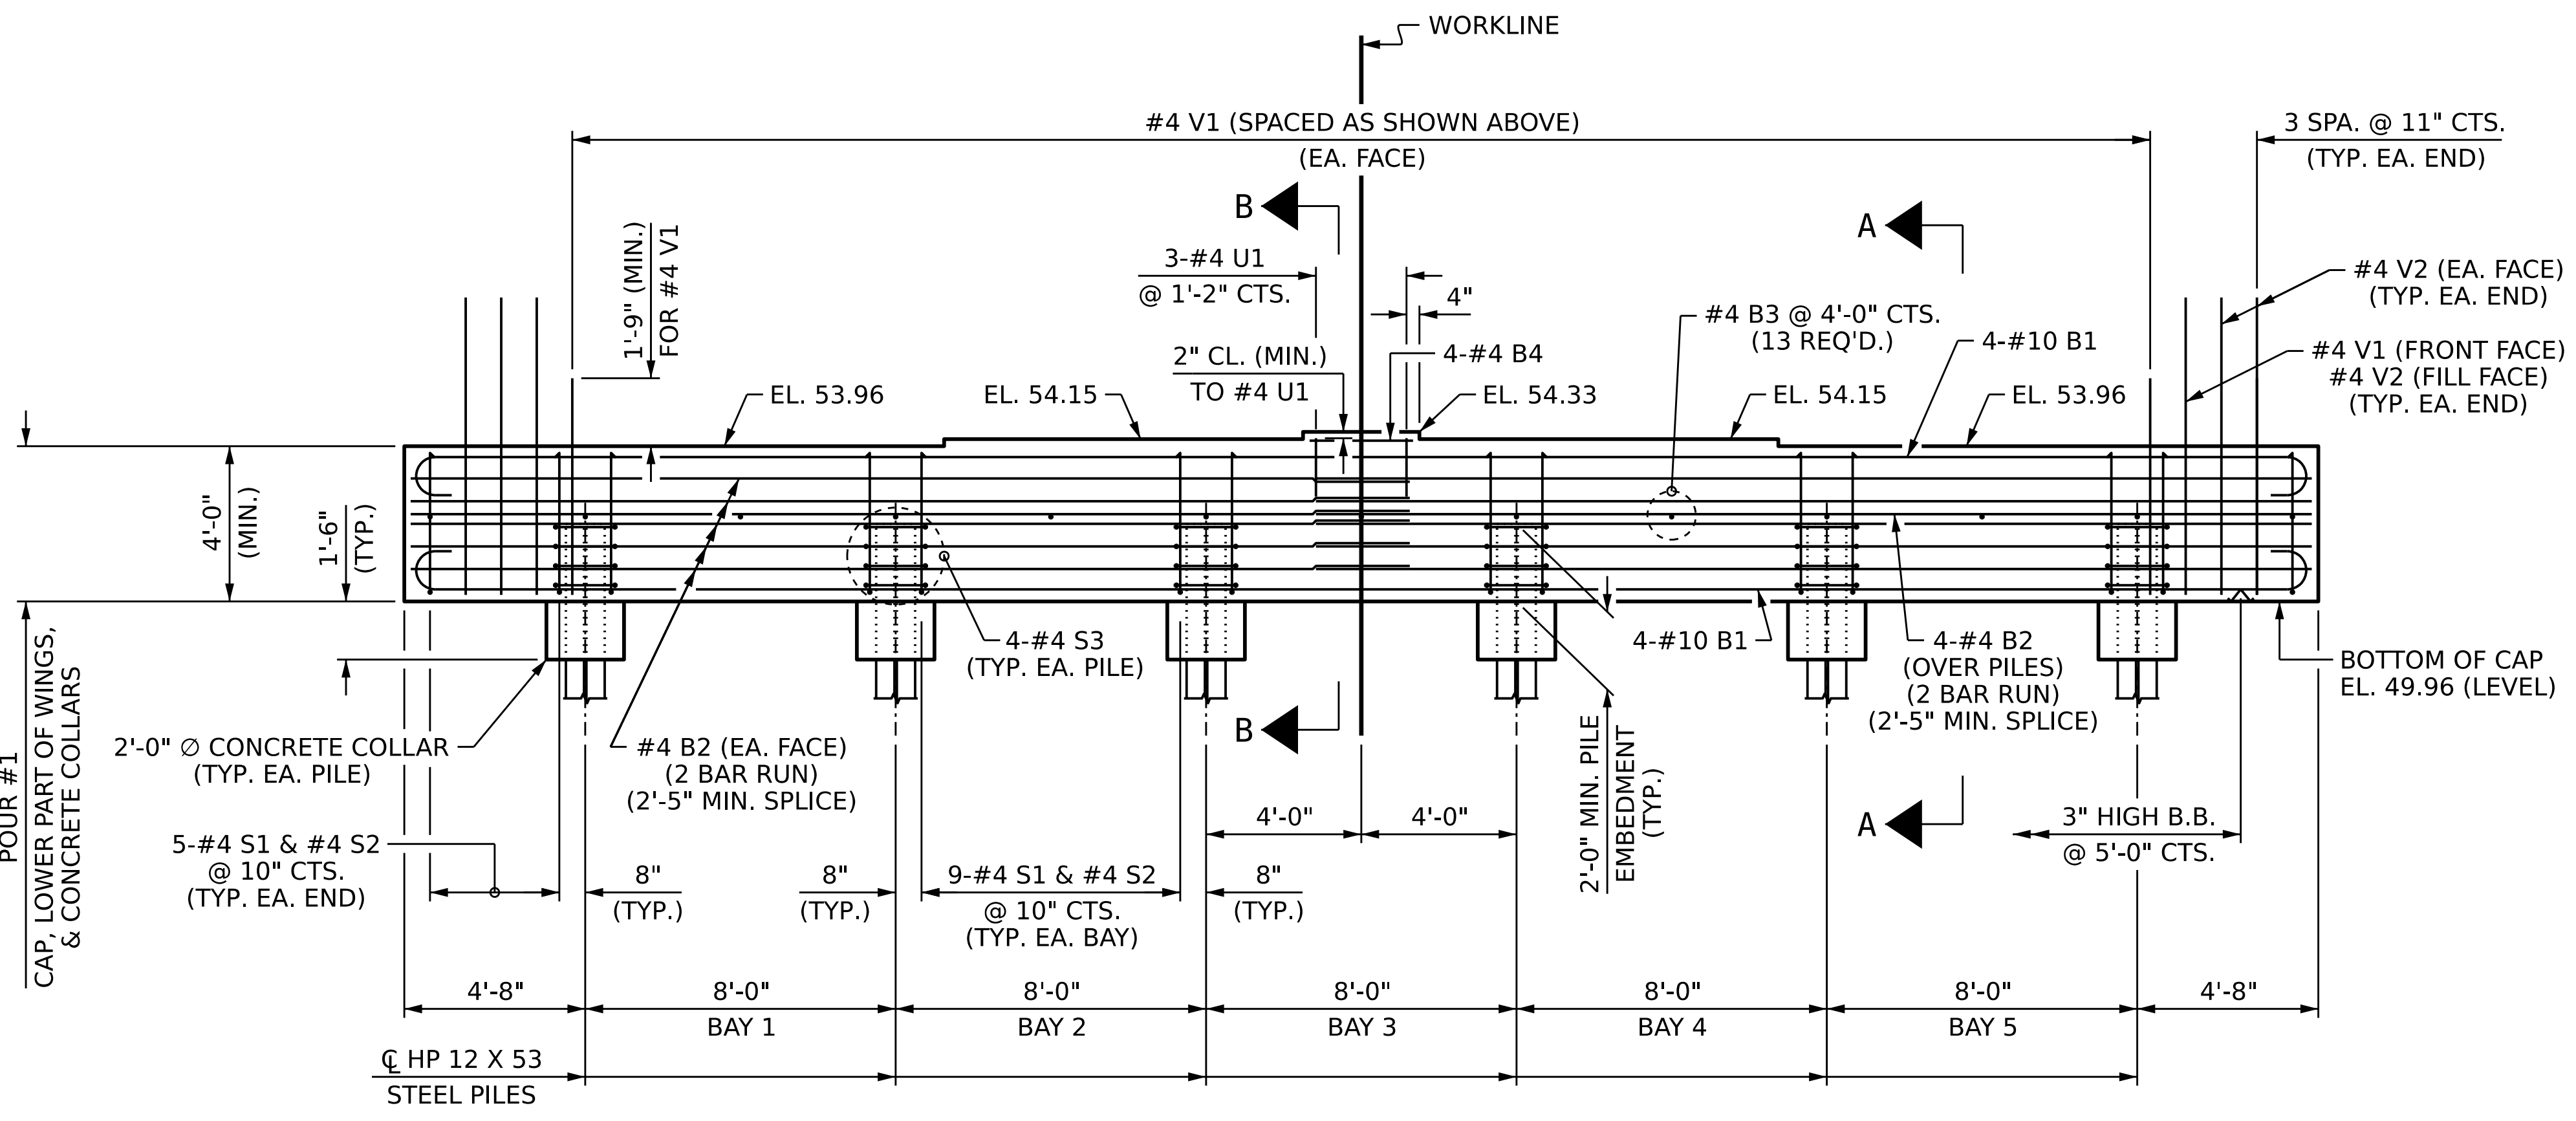 WORKLINE
#4 V1 (SPACED AS SHOWN ABOVE)
(EA. FACE)
3 SPA. @ 11" CTS.
(TYP. EA. END)
B
A
1'-9" (MIN.)
FOR #4 V1
3-#4 U1
@ 1'-2" CTS.
4"
#4 V2 (EA. FACE)
(TYP. EA. END)
#4 B3 @ 4'-0" CTS.
(13 REQ'D.)
2" CL. (MIN.)
TO #4 U1
4-#4 B4
4-#10 B1
#4 V1 (FRONT FACE)
#4 V2 (FILL FACE)
(TYP. EA. END)
EL. 53.96
EL. 54.15
EL. 54.33
EL. 54.15
EL. 53.96
4'-0"
(MIN.)
1'-6"
(TYP.)
POUR #1
CAP, LOWER PART OF WINGS,
& CONCRETE COLLARS
4-#4 S3
(TYP. EA. PILE)
4-#10 B1
4-#4 B2
(OVER PILES)
(2 BAR RUN)
(2'-5" MIN. SPLICE)
BOTTOM OF CAP
EL. 49.96 (LEVEL)
2'-0" Ø CONCRETE COLLAR
(TYP. EA. PILE)
#4 B2 (EA. FACE)
(2 BAR RUN)
(2'-5" MIN. SPLICE)
B
2'-0" MIN. PILE
EMBEDMENT
(TYP.)
4'-0"
4'-0"
A
3" HIGH B.B.
@ 5'-0" CTS.
5-#4 S1 & #4 S2
@ 10" CTS.
(TYP. EA. END)
8"
(TYP.)
8"
(TYP.)
9-#4 S1 & #4 S2
@ 10" CTS.
(TYP. EA. BAY)
8"
(TYP.)
4'-8"
8'-0"
BAY 1
8'-0"
BAY 2
8'-0"
BAY 3
8'-0"
BAY 4
8'-0"
BAY 5
4'-8"
℄ HP 12 X 53
STEEL PILES